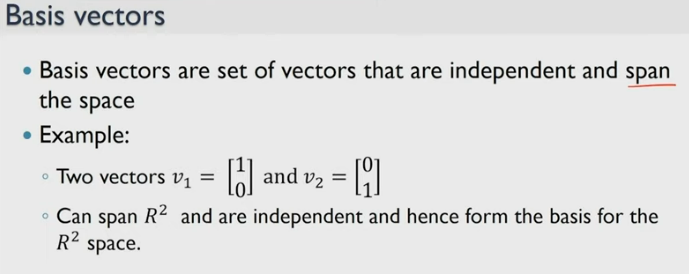 Basis vectors
• Basis vectors are set of vectors that are independent and span
the space
• Example:
◦ Two vectors v₁ = [1 0] and v₂ = [0 1]
◦ Can span R² and are independent and hence form the basis for the
R² space.